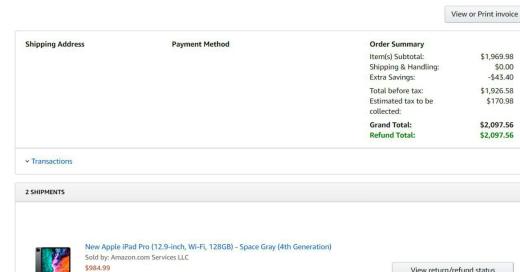 View or Print invoice
Shipping Address
Payment Method
Order Summary
Item(s) Subtotal: $1,969.98
Shipping & Handling: $0.00
Extra Savings: -$43.40
Total before tax: $1,926.58
Estimated tax to be collected: $170.98
Grand Total: $2,097.56
Refund Total: $2,097.56
Transactions
2 SHIPMENTS
New Apple iPad Pro (12.9-inch, Wi-Fi, 128GB) - Space Gray (4th Generation)
Sold by: Amazon.com Services LLC
$984.99
View return/refund status